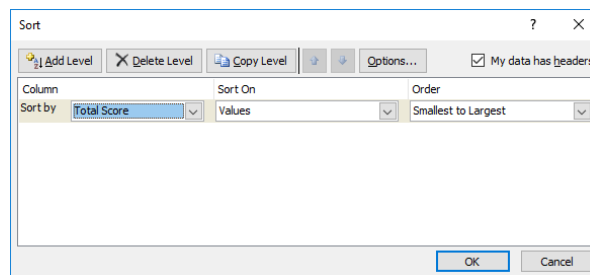 Sort ?
Add Level Delete Level Copy Level Options... My data has headers
Column Sort On Order
Sort by Total Score Values Smallest to Largest
OK Cancel